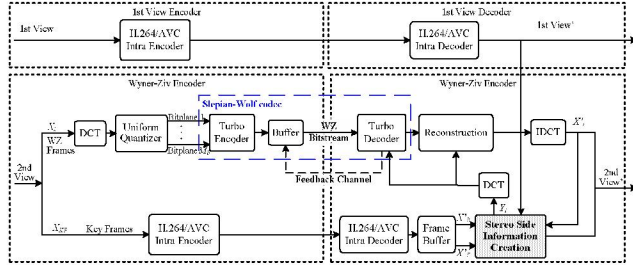 1st View Encoder
1st View Decoder
1st View
H.264/AVC
Intra Encoder
H.264/AVC
Intra Decoder
1st View'
Wyner-Ziv Encoder
Wyner-Ziv Encoder
Slepian-Wolf codec
WZ
Frames
DCT
Uniform
Quantizer
Bitplane 1
Bitplane
Turbo
Encoder
Buffer
WZ
Bitstream
Turbo
Decoder
Reconstruction
IDCT
X'i
2nd
View
Feedback Channel
DCT
2nd
View'
Key Frames
H.264/AVC
Intra Encoder
H.264/AVC
Intra Decoder
Frame
Buffer
Stereo Side
Information
Creation